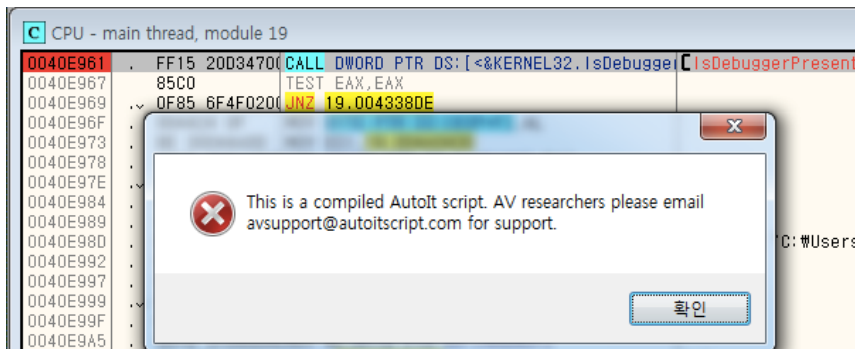 C CPU - main thread, module 19
0040E961 . FF15 20D34700 CALL DWORD PTR DS:[<&KERNEL32.IsDebugger [IsDebuggerPresent
0040E967 . 85C0 TEST EAX,EAX
0040E969 .v 0F85 6F4F0200 JNZ 19.004338DE
0040E96F .
0040E973 .
0040E978 .
0040E97E .v
0040E984 .
0040E989 .
0040E98D . "C:₩Users
0040E992 .
0040E997 .
0040E999 .v
0040E99F .
0040E9A5 .
x
This is a compiled AutoIt script. AV researchers please email
avsupport@autoitscript.com for support.
확인